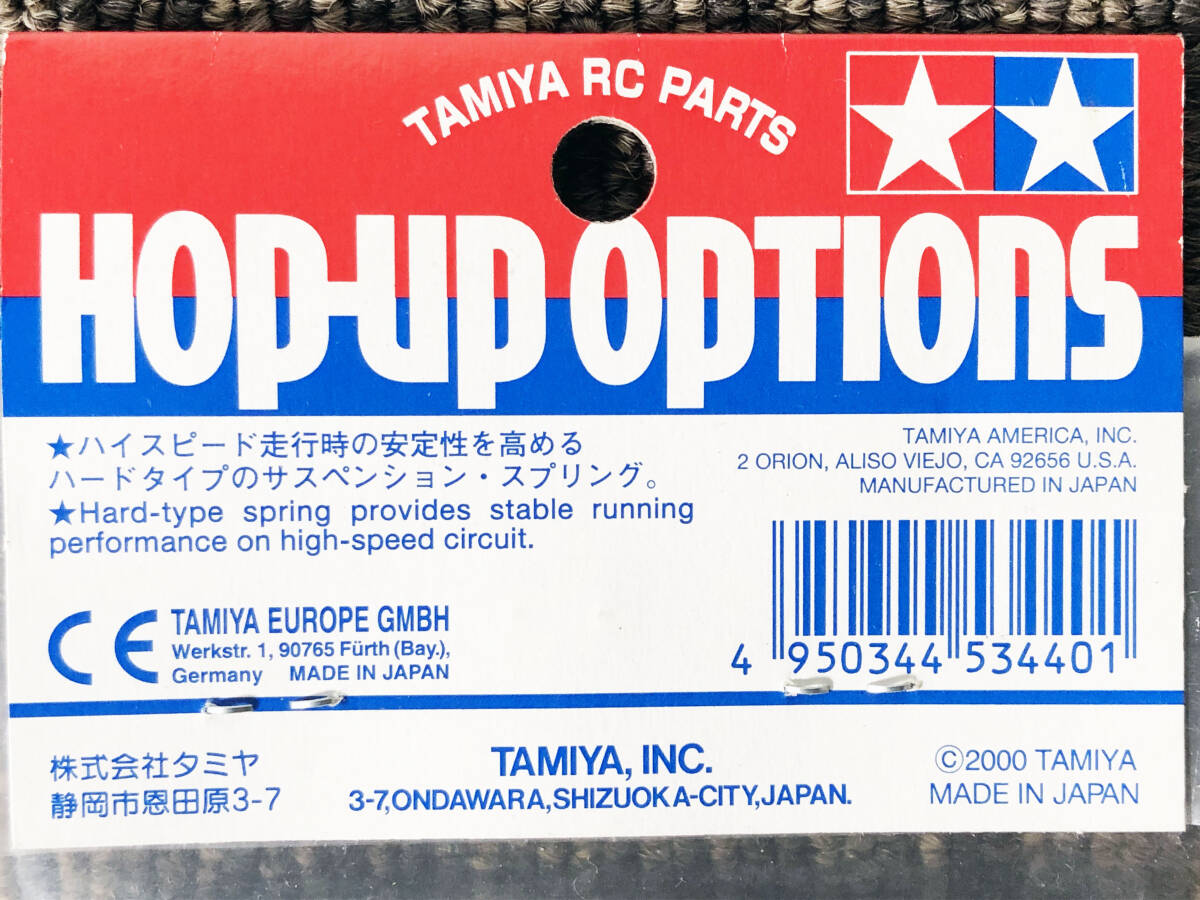 TAMIYA RC PARTS
HOP-UP OPTIONS
★ハイスピード走行時の安定性を高める
ハードタイプのサスペンション・スプリング。
★Hard-type spring provides stable running
performance on high-speed circuit.
TAMIYA AMERICA, INC.
2 ORION, ALISO VIEJO, CA 92656 U.S.A.
MANUFACTURED IN JAPAN
CE TAMIYA EUROPE GMBH
Werkstr. 1, 90765 Fürth (Bay.),
Germany MADE IN JAPAN
4 950344 534401
株式会社タミヤ
静岡市恩田原3-7
TAMIYA, INC.
3-7,ONDAWARA,SHIZUOKA-CITY,JAPAN.
©2000 TAMIYA
MADE IN JAPAN